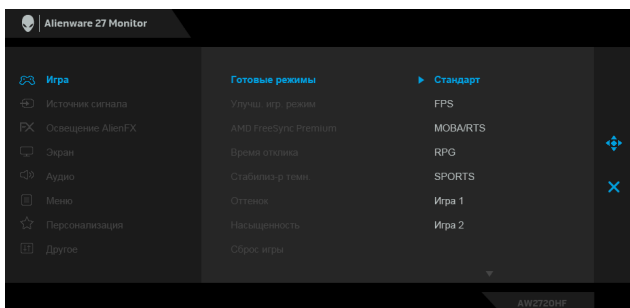 Alienware 27 Monitor
Игра
Источник сигнала
Освещение AlienFX
Экран
Аудио
Меню
Персонализация
Другое
Готовые режимы
Улучш. игр. режим
AMD FreeSync Premium
Время отклика
Стабилиз-р темн.
Оттенок
Насыщенность
Сброс игры
Стандарт
FPS
MOBA/RTS
RPG
SPORTS
Игра 1
Игра 2
AW2720HF